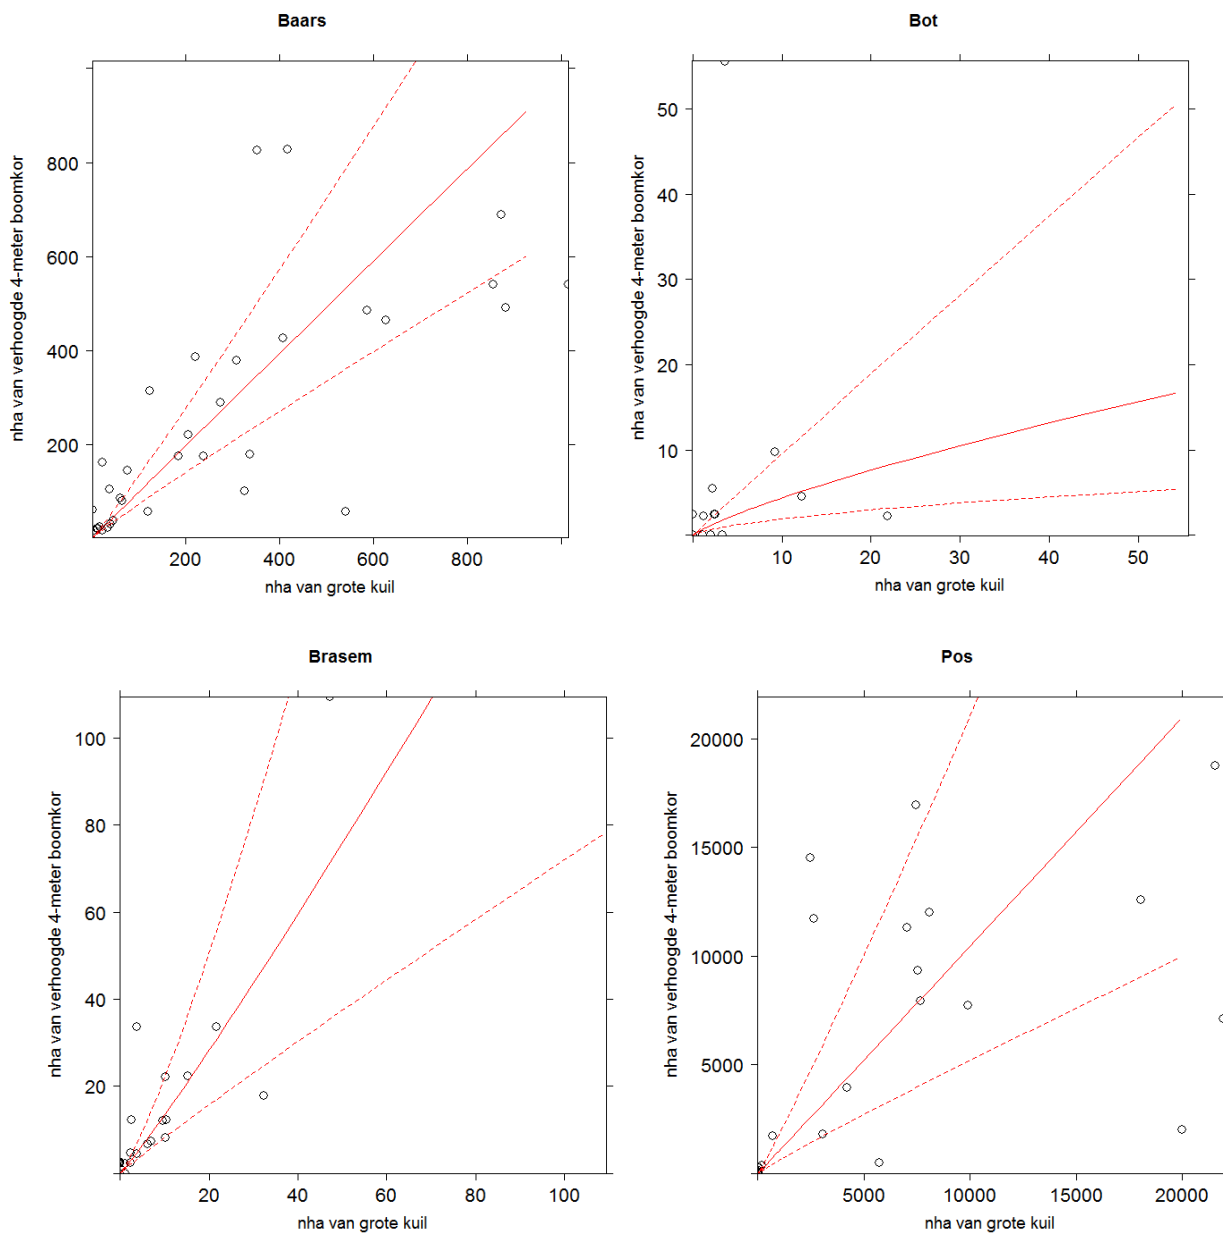 Baars
nha van verhoogde 4-meter boomkor
800
600
400
200
200 400 600 800
nha van grote kuil
Bot
nha van verhoogde 4-meter boomkor
50
40
30
20
10
10 20 30 40 50
nha van grote kuil
Brasem
nha van verhoogde 4-meter boomkor
100
80
60
40
20
20 40 60 80 100
nha van grote kuil
Pos
nha van verhoogde 4-meter boomkor
20000
15000
10000
5000
5000 10000 15000 20000
nha van grote kuil